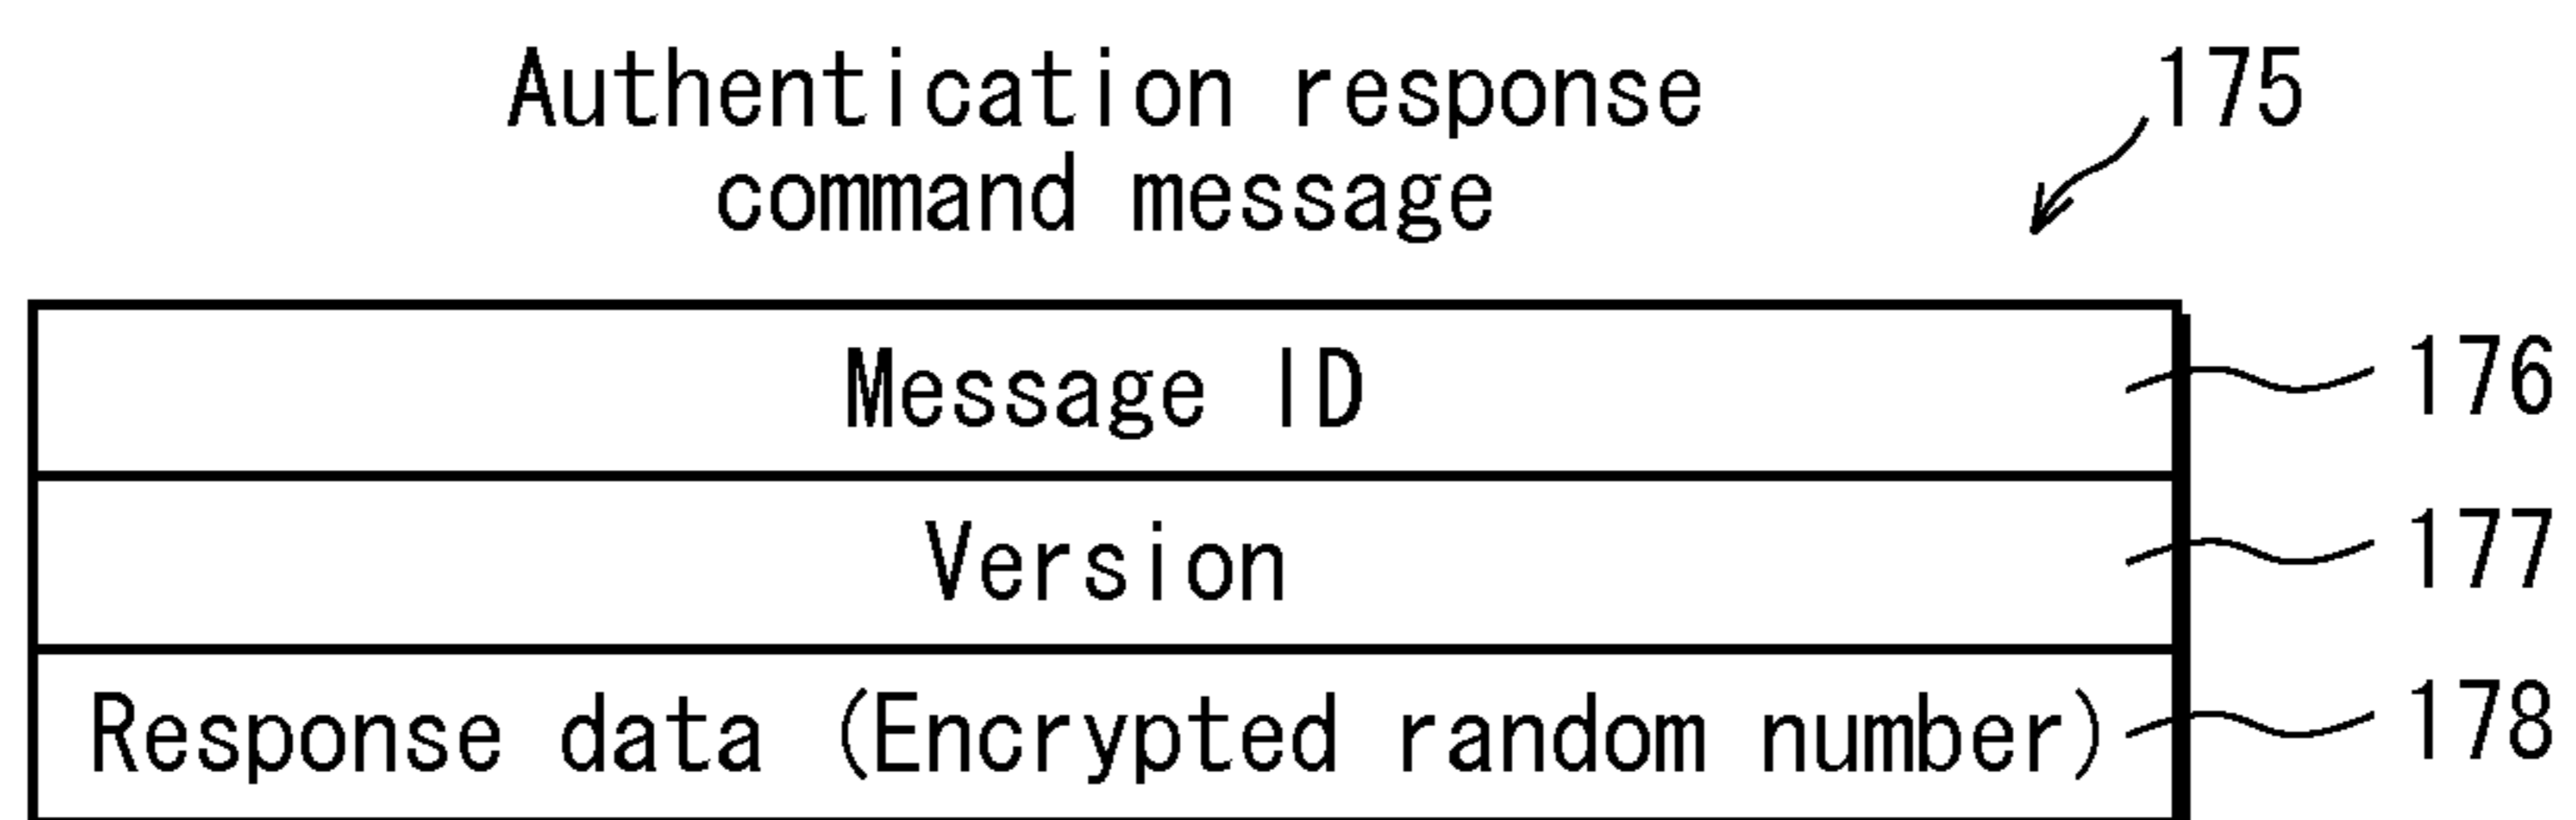 Authentication response
command message
175
Message ID
176
Version
177
Response data (Encrypted random number)
178